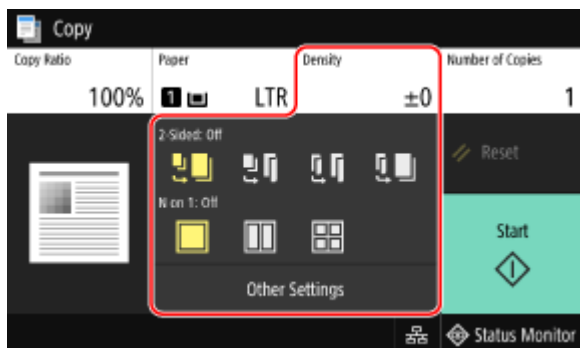 Copy
Copy Ratio
100%
Paper
1 LTR
Density
±0
Number of Copies
1
2-Sided: Off
N on 1: Off
Other Settings
Reset
Start
Status Monitor